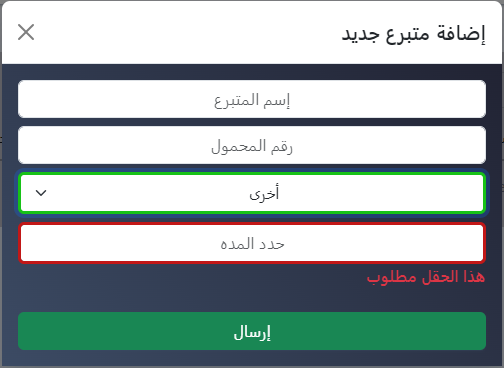 إضافة متبرع جديد
إسم المتبرع
رقم المحمول
أخرى
حدد المده
هذا الحقل مطلوب
إرسال